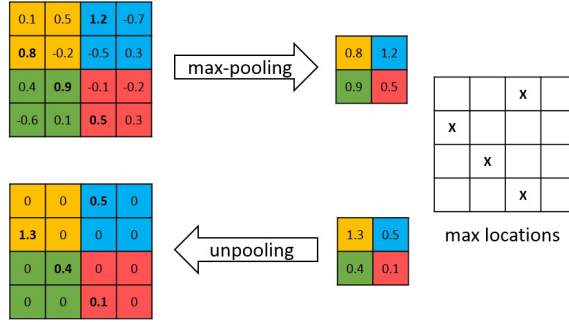 0.1 0.5 1.2 -0.7
0.8 -0.2 -0.5 0.3
0.4 0.9 -0.1 -0.2
-0.6 0.1 0.5 0.3
max-pooling
0.8 1.2
0.9 0.5
X
X
X
X
max locations
0 0 0.5 0
1.3 0 0 0
0 0.4 0 0
0 0 0.1 0
unpooling
1.3 0.5
0.4 0.1